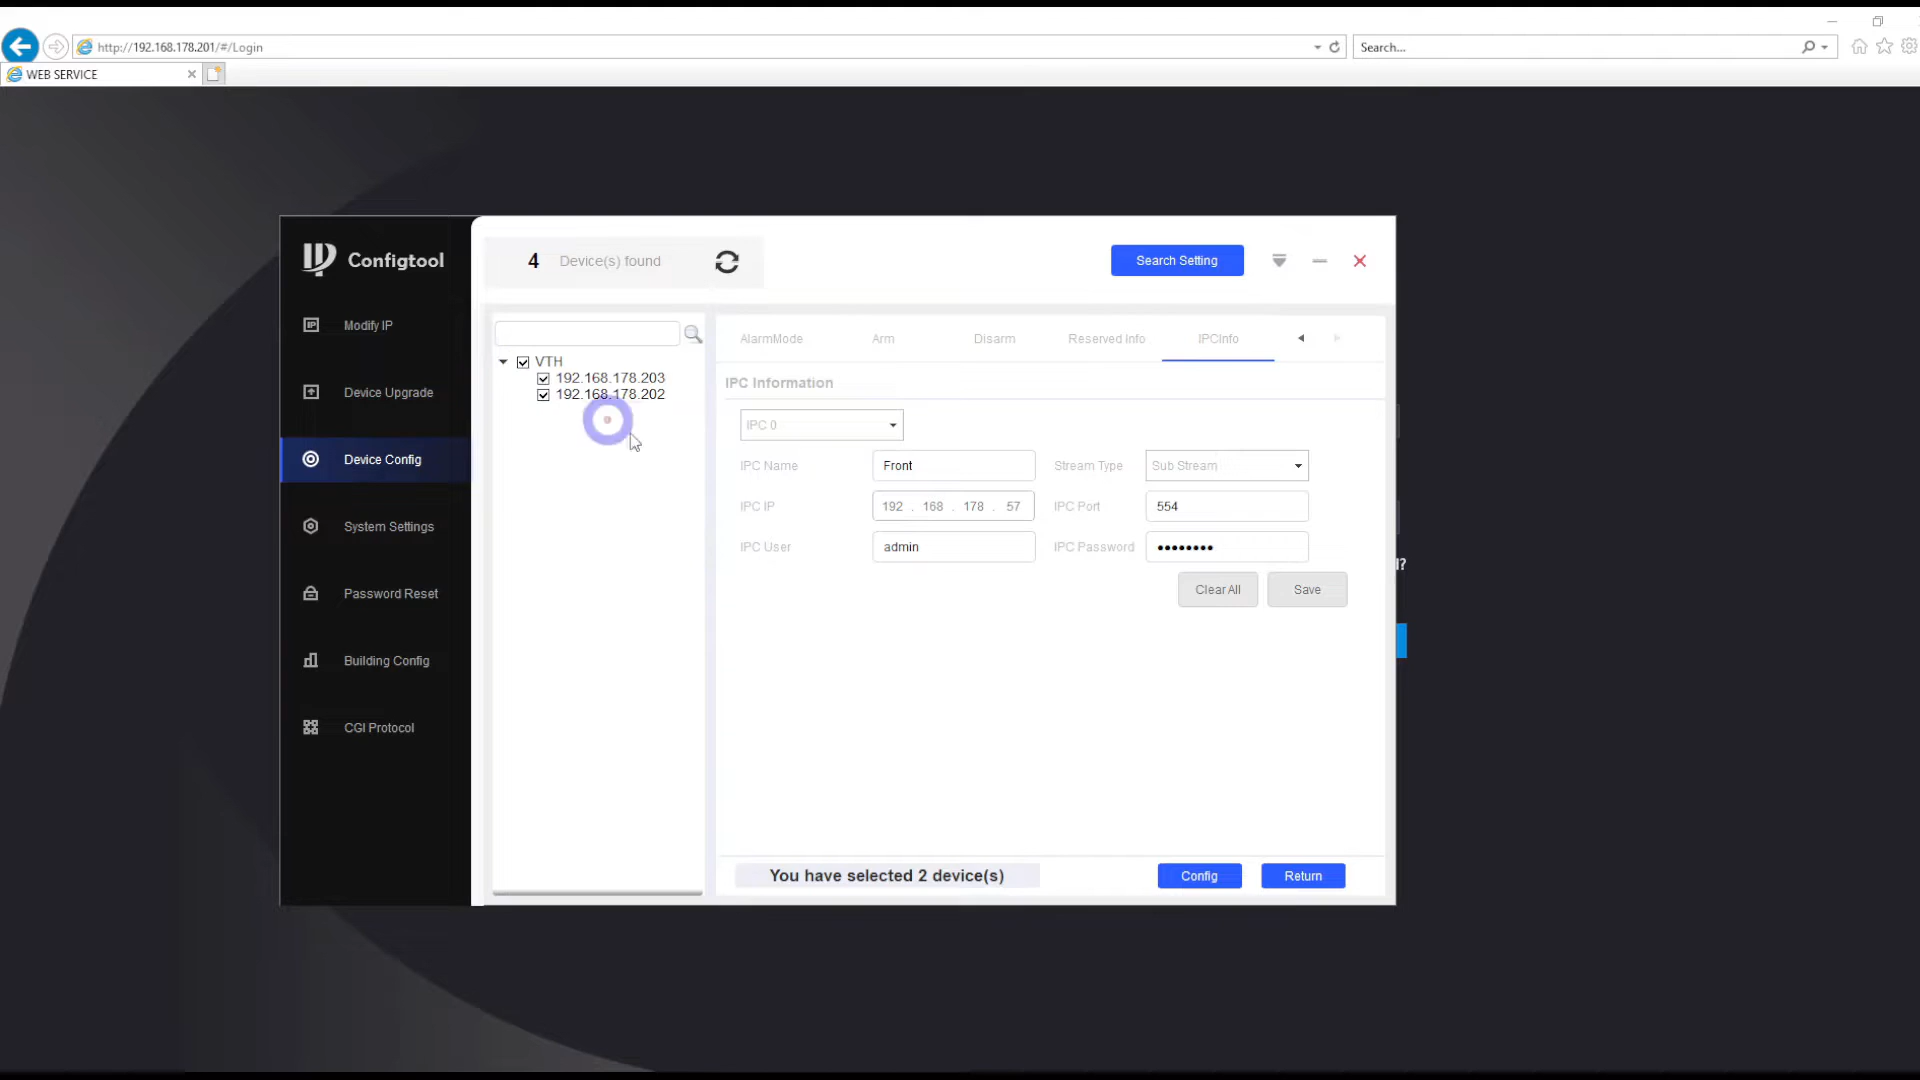 http://192.168.178.201/#/Login
Search...
WEB SERVICE
Configtool
4 Device(s) found
Search Setting
Modify IP
Device Upgrade
Device Config
System Settings
Password Reset
Building Config
CGI Protocol
VTH
192.168.178.203
192.168.178.202
AlarmMode Arm Disarm Reserved Info IPCInfo
IPC Information
IPC 0
IPC Name Front Stream Type Sub Stream
IPC IP 192 . 168 . 178 . 57 IPC Port 554
IPC User admin IPC Password ••••••••
Clear All Save
You have selected 2 device(s) Config Return